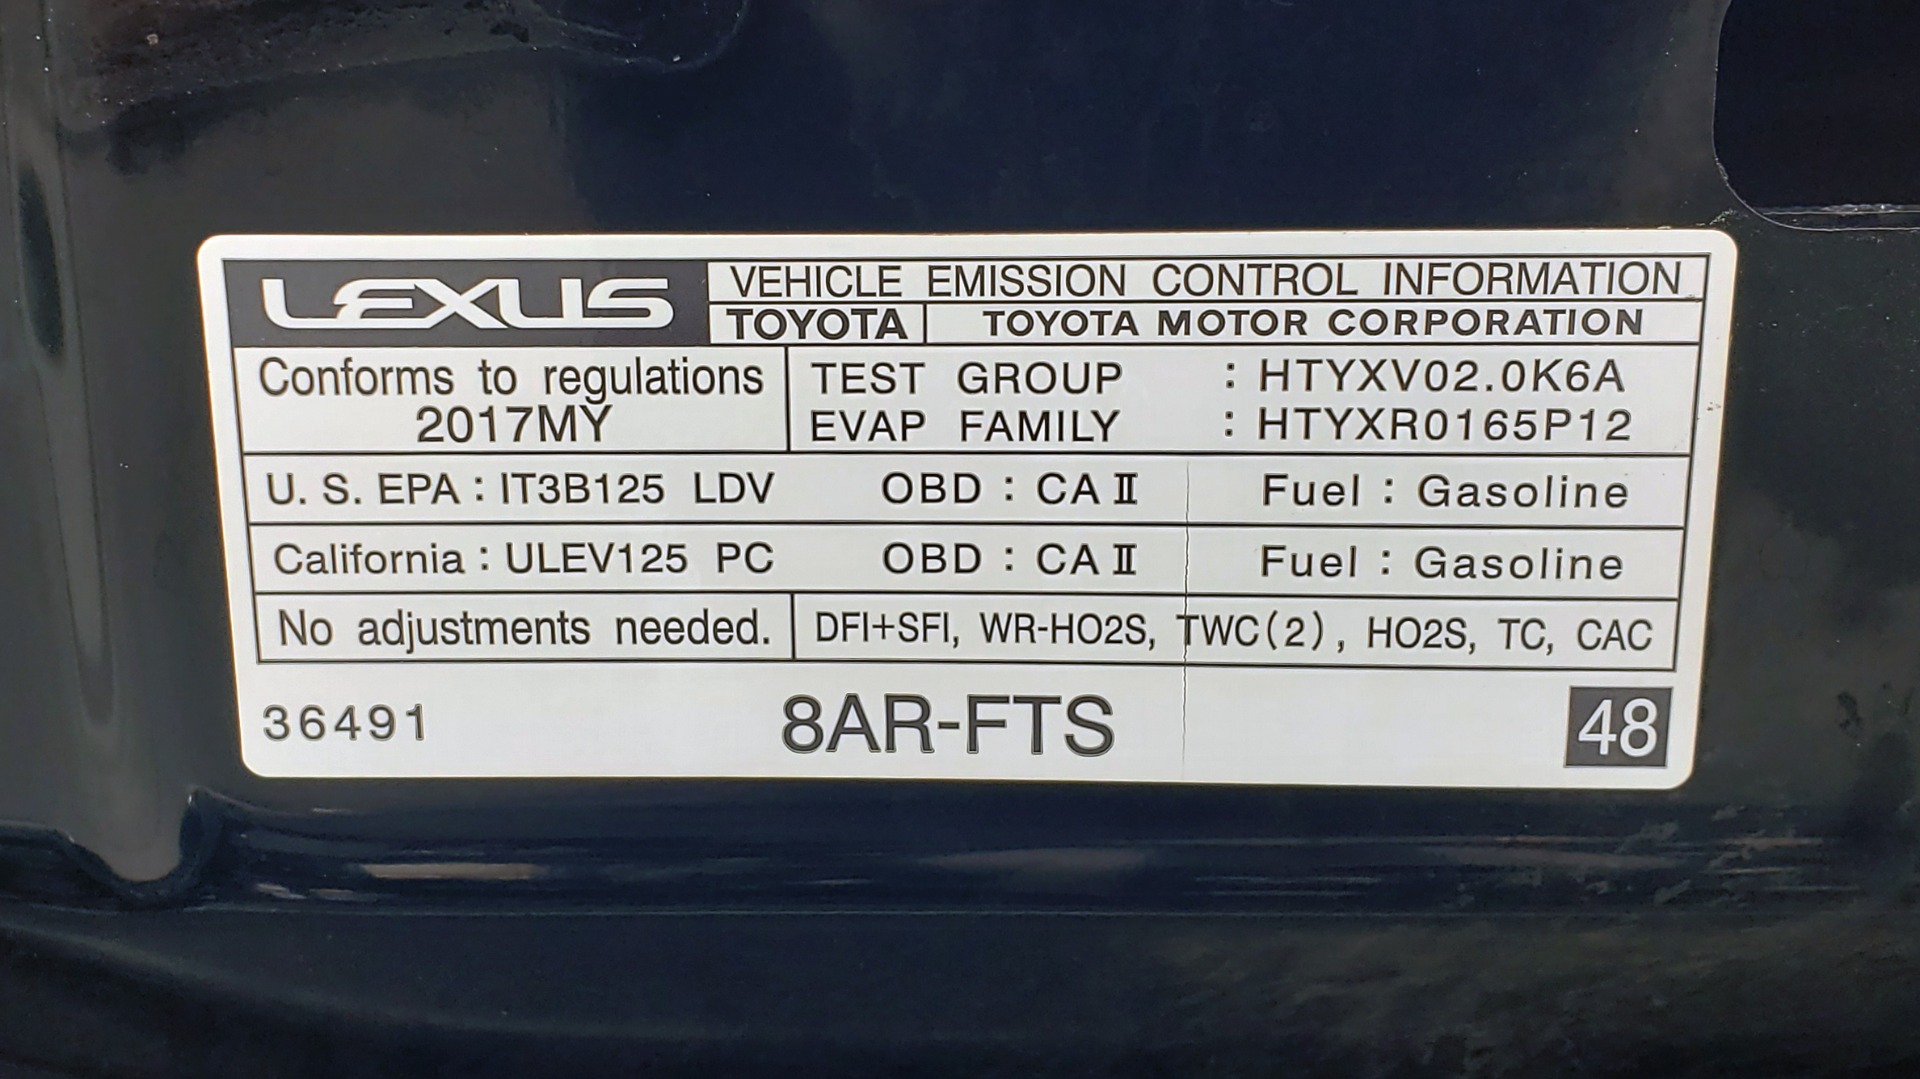 LEXUS VEHICLE EMISSION CONTROL INFORMATION
TOYOTA TOYOTA MOTOR CORPORATION
Conforms to regulations
2017MY
TEST GROUP : HTYXV02.0K6A
EVAP FAMILY : HTYXR0165P12
U. S. EPA : IT3B125 LDV OBD : CA II Fuel : Gasoline
California : ULEV125 PC OBD : CA II Fuel : Gasoline
No adjustments needed. DFI+SFI, WR-HO2S, TWC(2), HO2S, TC, CAC
36491 8AR-FTS 48